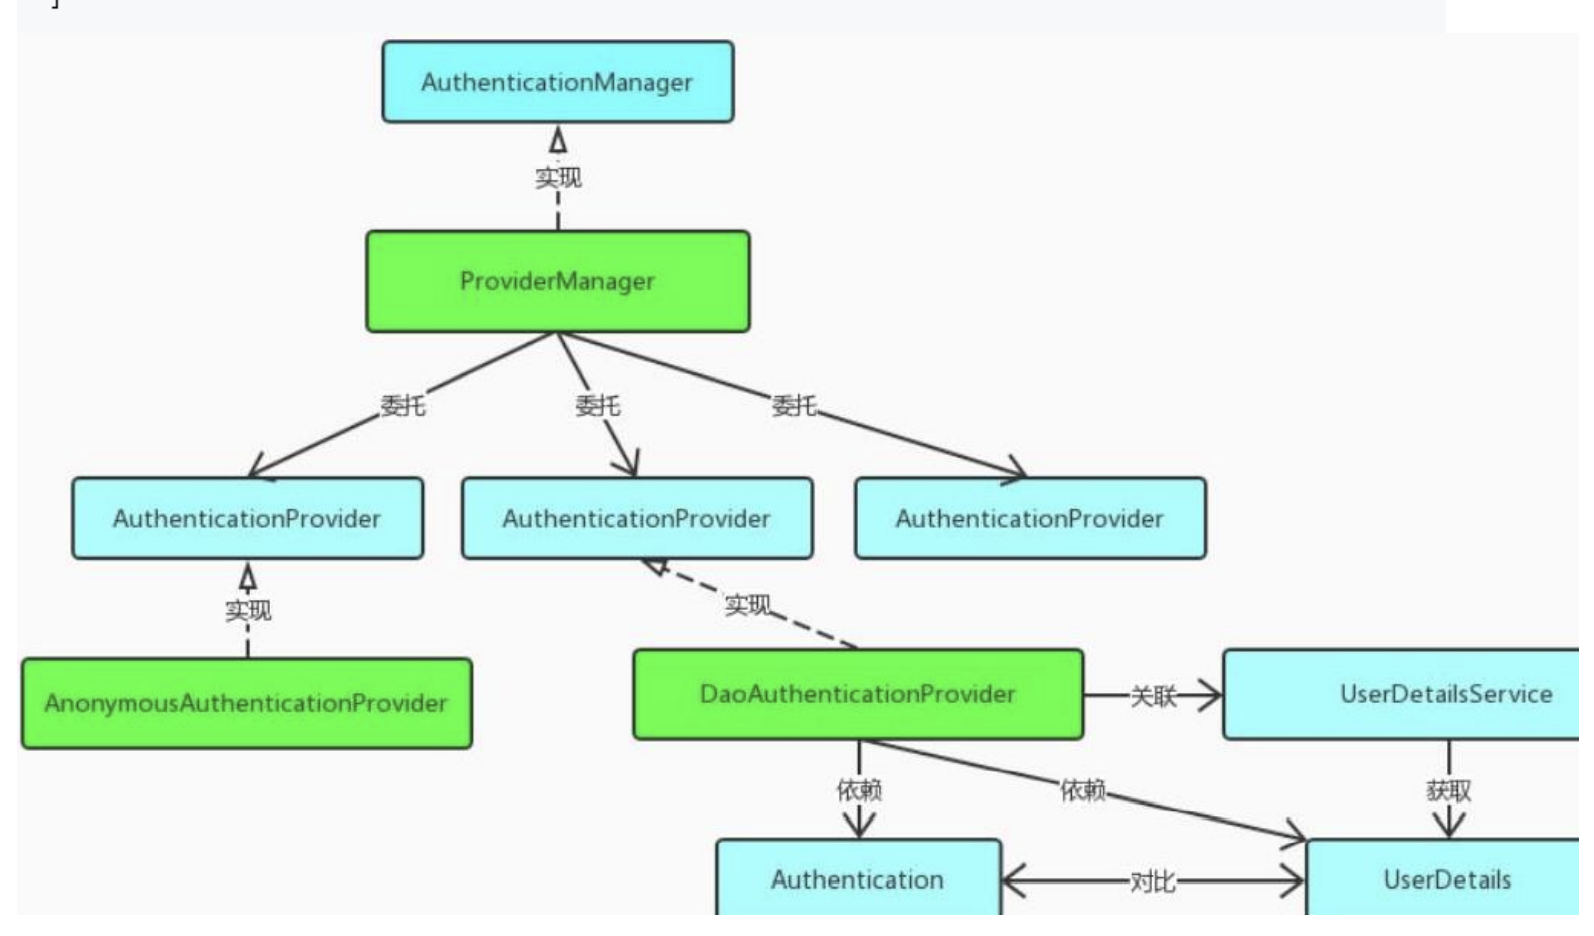 AuthenticationManager
实现
ProviderManager
委托 委托 委托
AuthenticationProvider AuthenticationProvider AuthenticationProvider
实现 实现
AnonymousAuthenticationProvider DaoAuthenticationProvider 关联 UserDetailsService
依赖 依赖 获取
Authentication 对比 UserDetails